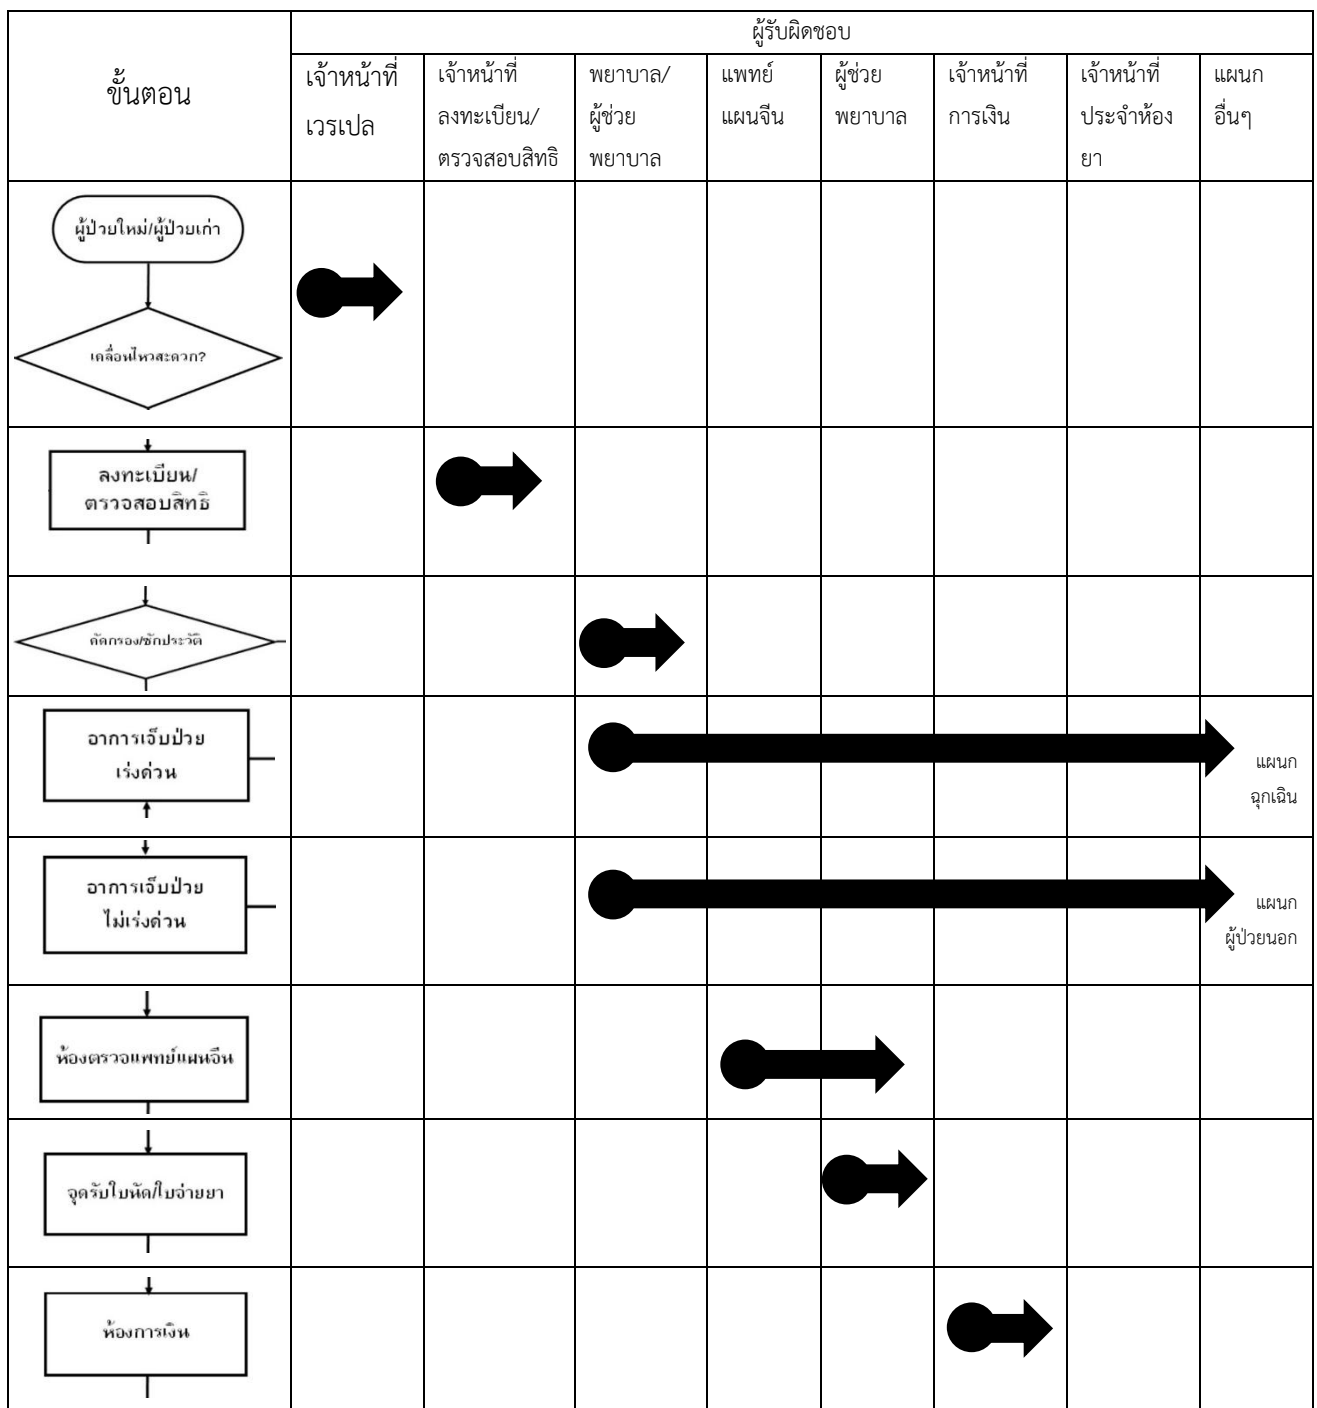 ขั้นตอน
ผู้รับผิดชอบ
เจ้าหน้าที่
เวรเปล
เจ้าหน้าที่
ลงทะเบียน/
ตรวจสอบสิทธิ
พยาบาล/
ผู้ช่วย
พยาบาล
แพทย์
แผนจีน
ผู้ช่วย
พยาบาล
เจ้าหน้าที่
การเงิน
เจ้าหน้าที่
ประจำห้อง
ยา
แผนก
อื่นๆ
ผู้ป่วยใหม่/ผู้ป่วยเก่า
เคลื่อนไหวสะดวก?
ลงทะเบียน/
ตรวจสอบสิทธิ
คัดกรอง/ซักประวัติ
อาการเจ็บป่วย
เร่งด่วน
แผนก
ฉุกเฉิน
อาการเจ็บป่วย
ไม่เร่งด่วน
แผนก
ผู้ป่วยนอก
ห้องตรวจแพทย์แผนจีน
จุดรับใบนัด/ใบจ่ายยา
ห้องการเงิน